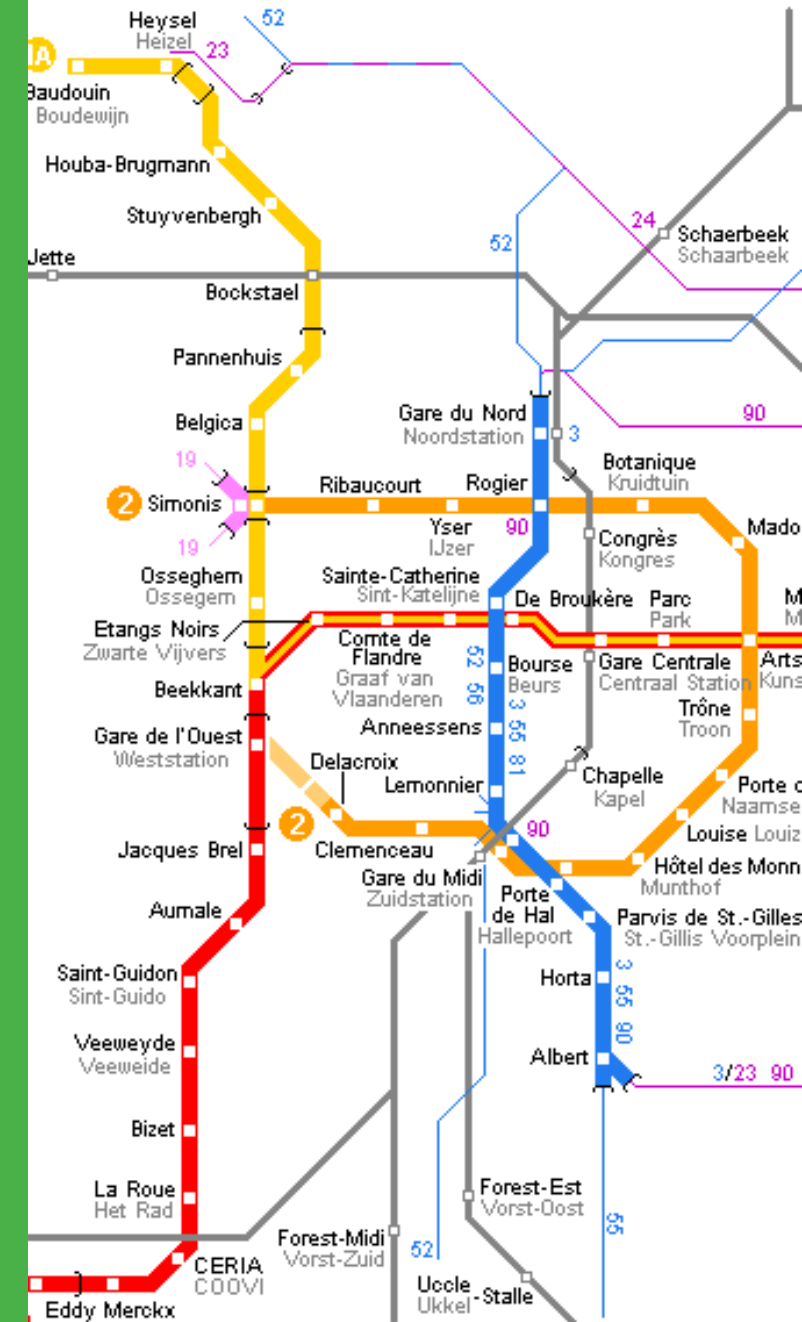 Heysel
Heizel
52
23
A
Baudouin
Boudewijn
Houba-Brugmann
Stuyvenbergh
24
52
Schaerbeek
Schaarbeek
Jette
Bockstael
Pannenhuis
Belgica
Gare du Nord
Noordstation
3
90
19
2
Simonis
19
Ribaucourt
Rogier
Botanique
Kruidtuin
Yser
IJzer
90
Congrès
Kongres
Mado
Osseghem
Ossegem
Sainte-Catherine
Sint-Katelijne
De Broukère
Parc
Park
M
M
Etangs Noirs
Zwarte Vijvers
Comte de
Flandre
Graaf van
Vlaanderen
52 56
Bourse
Beurs
3 55 81
Gare Centrale
Centraal Station
Arts
Kuns
Beekkant
Anneessens
Trône
Troon
Gare de l'Ouest
Weststation
Delacroix
Lemonnier
Chapelle
Kapel
Porte d
Naamse
2
Clemenceau
90
Louise Louiz
Jacques Brel
Gare du Midi
Zuidstation
Hôtel des Monn
Munthof
Porte
de Hal
Hallepoort
Aumale
Parvis de St.-Gilles
St.-Gillis Voorplein
Saint-Guidon
Sint-Guido
Horta
3 55 90
Veeweyde
Veeweide
Albert
3/23 90
Bizet
La Roue
Het Rad
Forest-Est
Vorst-Oost
55
Forest-Midi
Vorst-Zuid
52
CERIA
COOVI
Uccle
Ukkel
-Stalle
Eddy Merckx